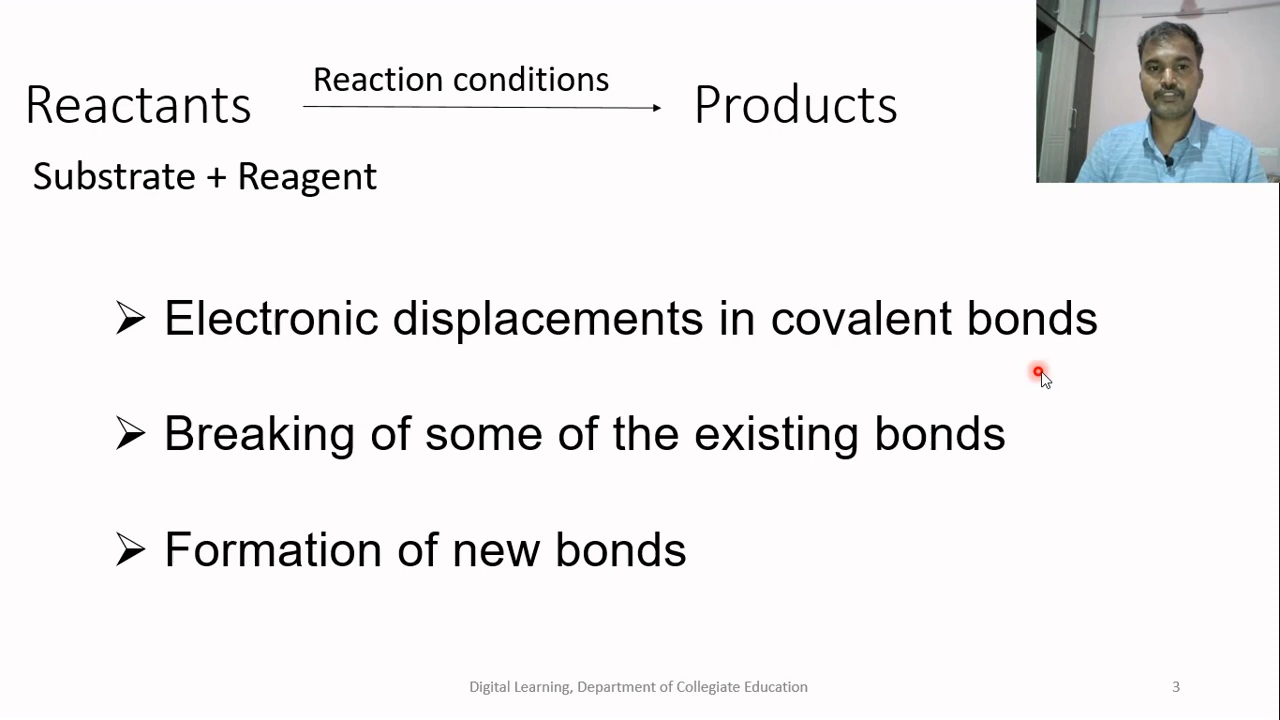 Reaction conditions
Reactants Products
Substrate + Reagent
➢ Electronic displacements in covalent bonds
➢ Breaking of some of the existing bonds
➢ Formation of new bonds
Digital Learning, Department of Collegiate Education 3